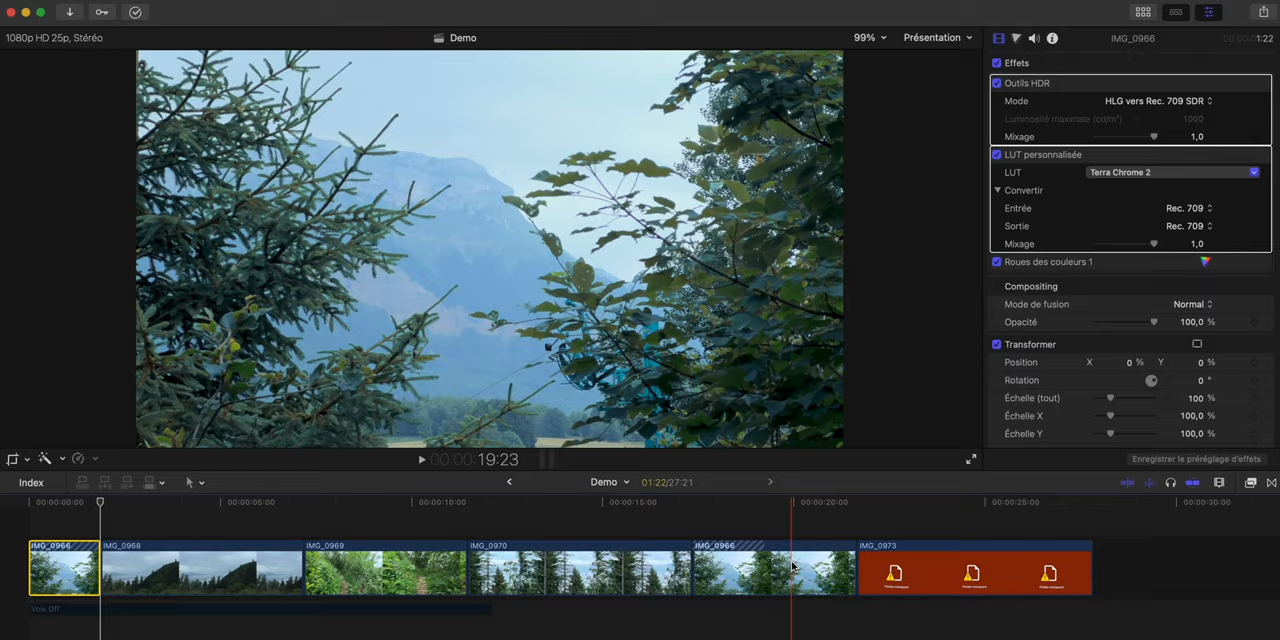 1080p HD 25p, Stéréo
Demo
99%
Présentation
IMG_0966
00:00:01:22
Effets
Outils HDR
Mode HLG vers Rec. 709 SDR
Luminosité maximale (cd/m²) 1000
Mixage 1,0
LUT personnalisée
LUT Terra Chrome 2
Convertir
Entrée Rec. 709
Sortie Rec. 709
Mixage 1,0
Roues des couleurs 1
Compositing
Mode de fusion Normal
Opacité 100,0 %
Transformer
Position X 0 % Y 0 %
Rotation 0 °
Échelle (tout) 100 %
Échelle X 100,0 %
Échelle Y 100,0 %
00:00:19:23
Enregistrer le préréglage d'effets
Index
Demo
01:22/27:21
00:00:00:00 00:00:05:00 00:00:10:00 00:00:15:00 00:00:20:00 00:00:25:00 00:00:30:00
IMG_0966 IMG_0968 IMG_0969 IMG_0970 IMG_0966 IMG_0973
Voix Off